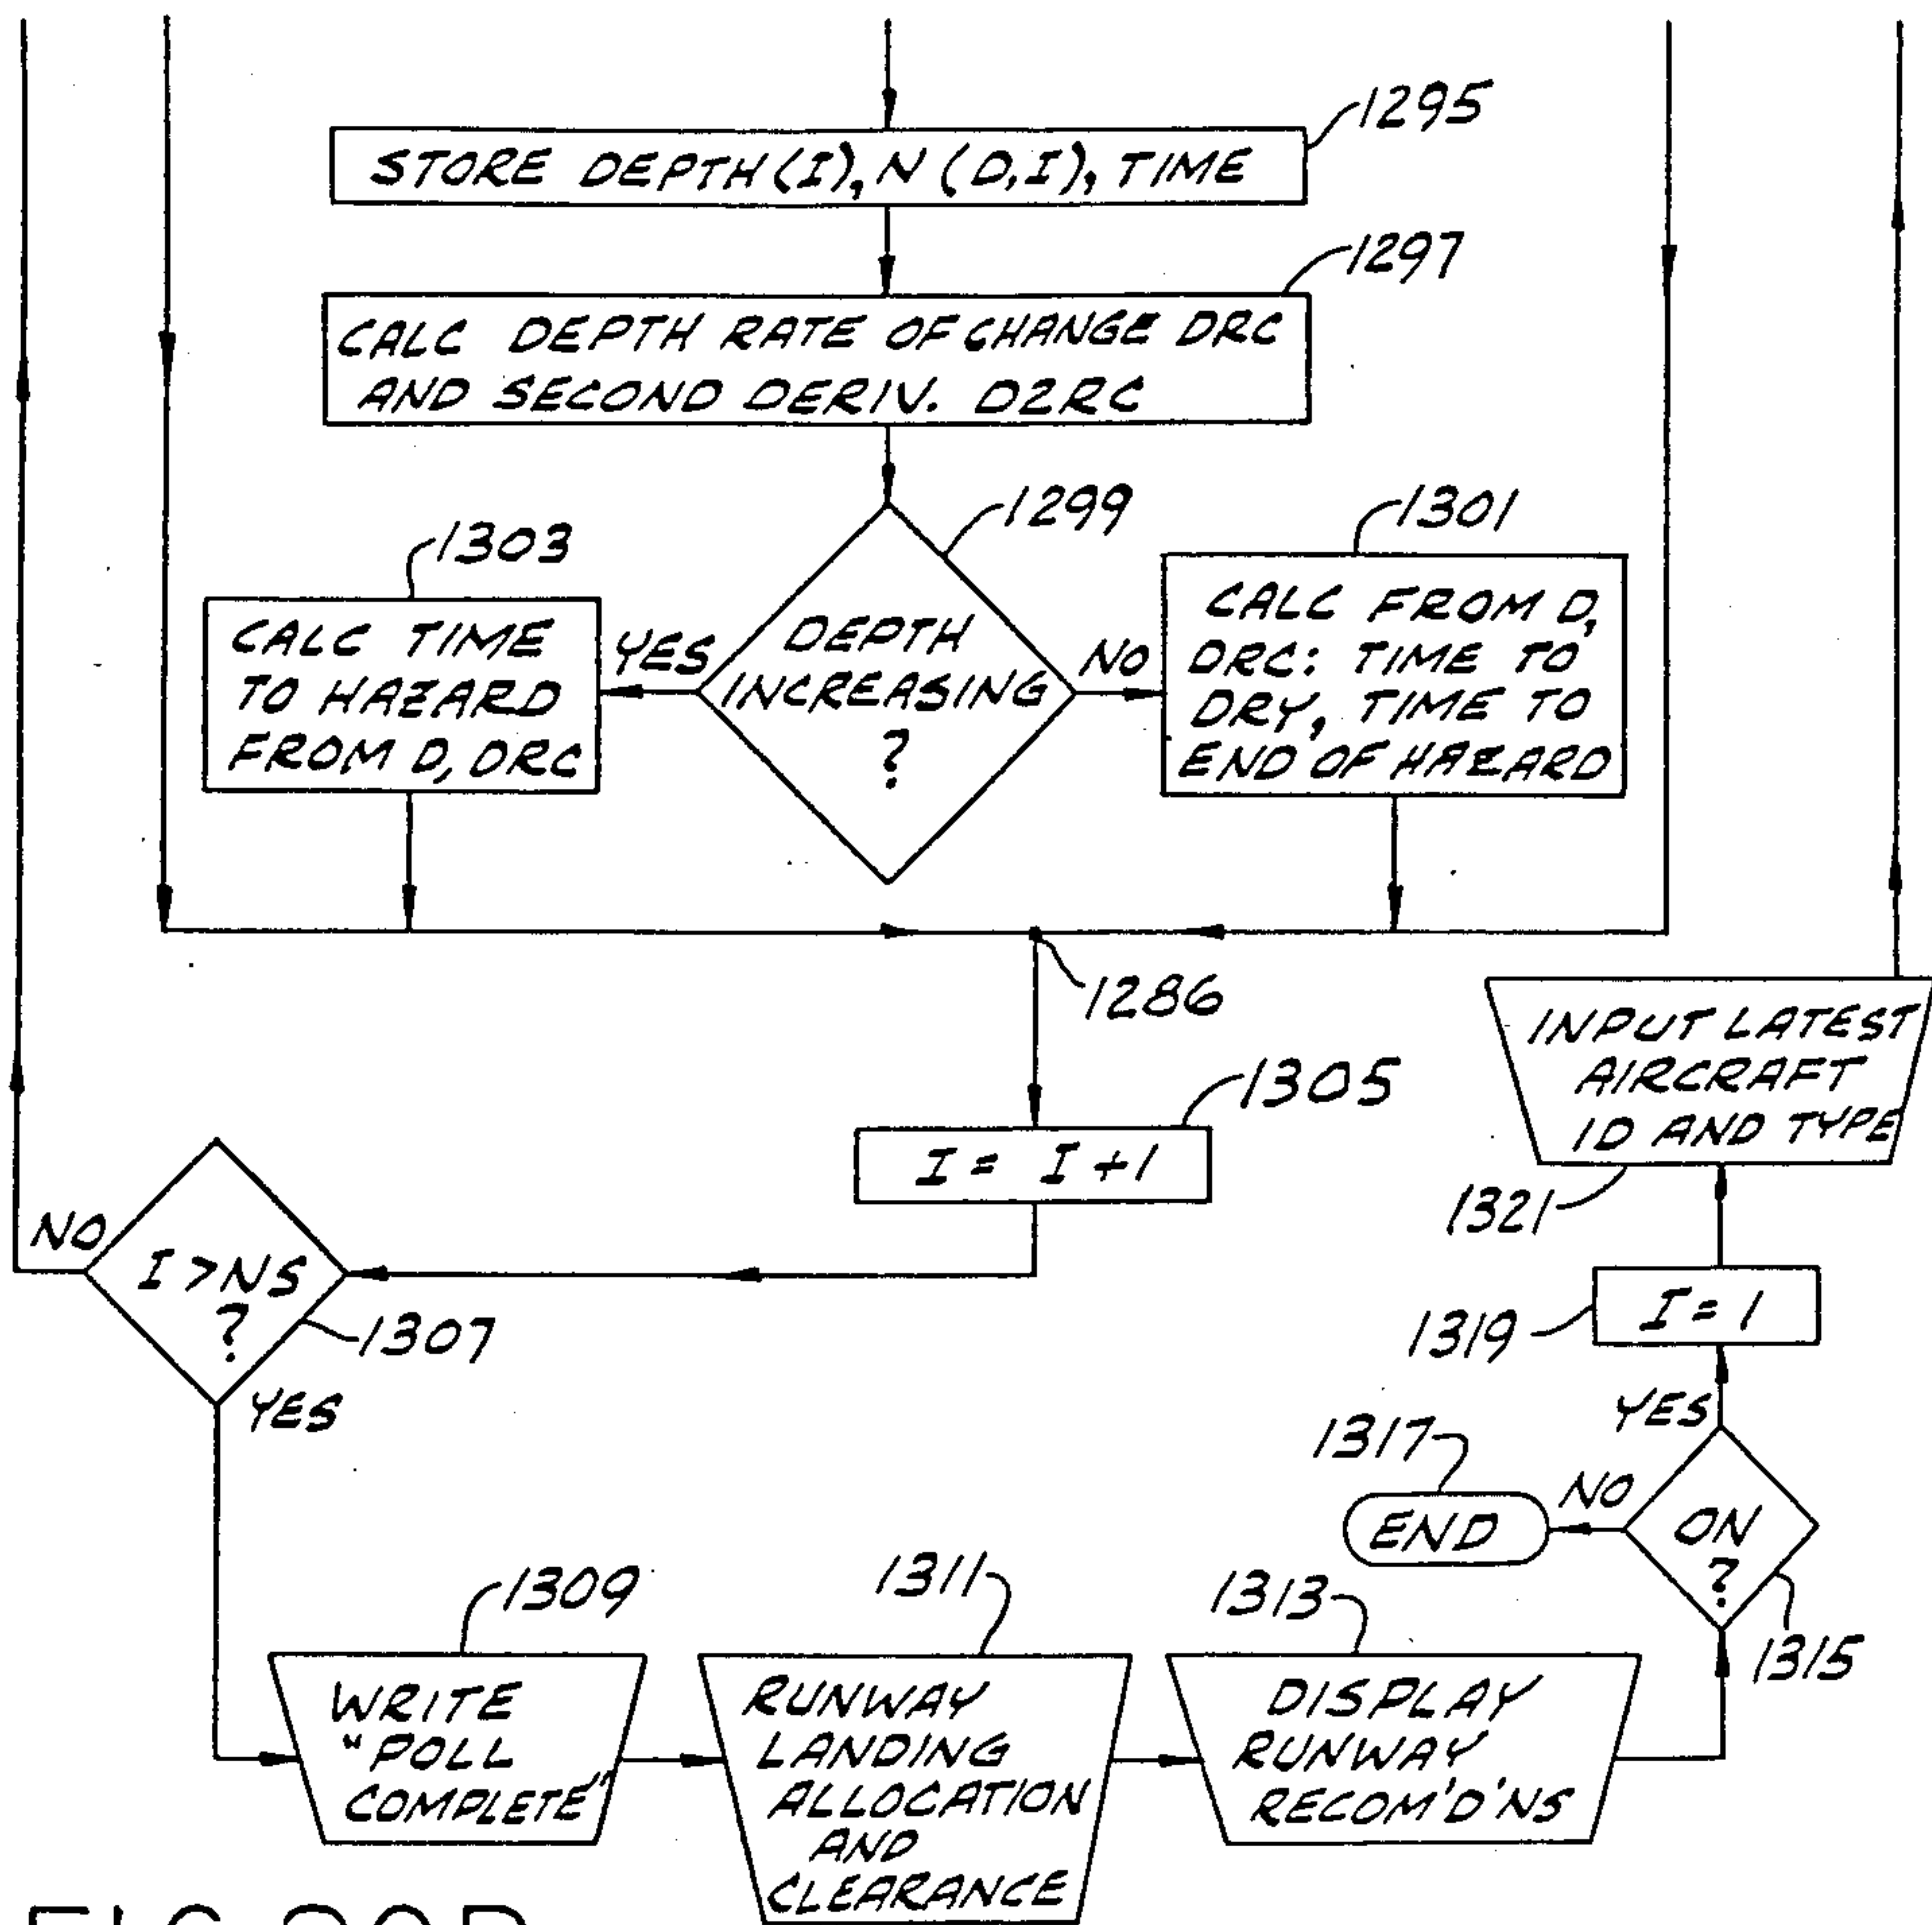 1295
STORE DEPTH(I), N(D,I), TIME
1297
CALC DEPTH RATE OF CHANGE DRC
AND SECOND DERIV. D2RC
1299
DEPTH
INCREASING
?
YES
NO
1303
CALC TIME
TO HAZARD
FROM D, DRC
1301
CALC FROM D,
DRC: TIME TO
DRY, TIME TO
END OF HAZARD
1286
1305
I = I + 1
INPUT LATEST
AIRCRAFT
ID AND TYPE
1321
NO
I > NS
?
1307
YES
1319
I = 1
YES
1317
END
NO
ON
?
1315
1309
WRITE
"POLL
COMPLETE"
1311
RUNWAY
LANDING
ALLOCATION
AND
CLEARANCE
1313
DISPLAY
RUNWAY
RECOM'D'NS